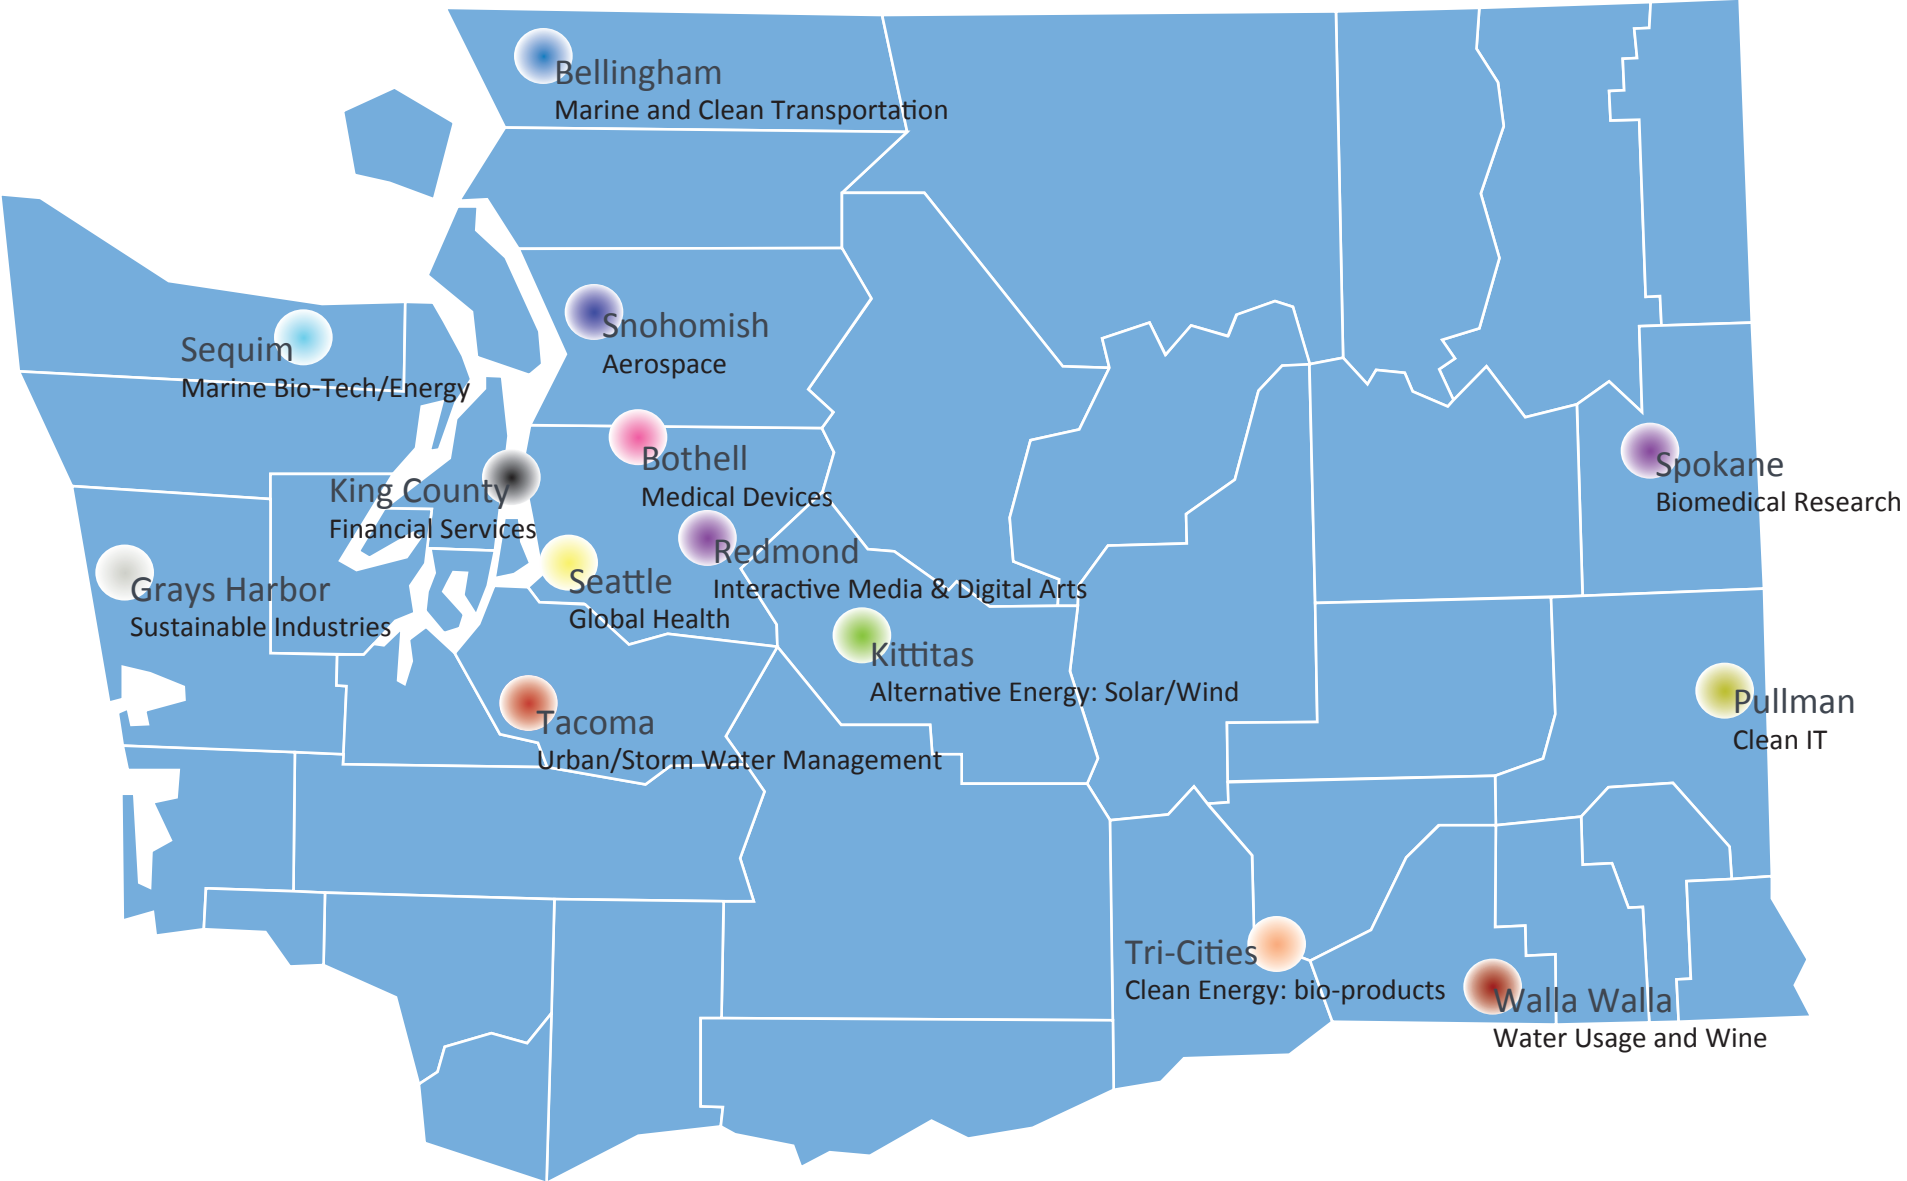 Bellingham
Marine and Clean Transportation
Snohomish
Aerospace
Sequim
Marine Bio-Tech/Energy
Bothell
Medical Devices
King County
Financial Services
Spokane
Biomedical Research
Redmond
Interactive Media & Digital Arts
Seattle
Global Health
Grays Harbor
Sustainable Industries
Kittitas
Alternative Energy: Solar/Wind
Pullman
Clean IT
Tacoma
Urban/Storm Water Management
Tri-Cities
Clean Energy: bio-products
Walla Walla
Water Usage and Wine